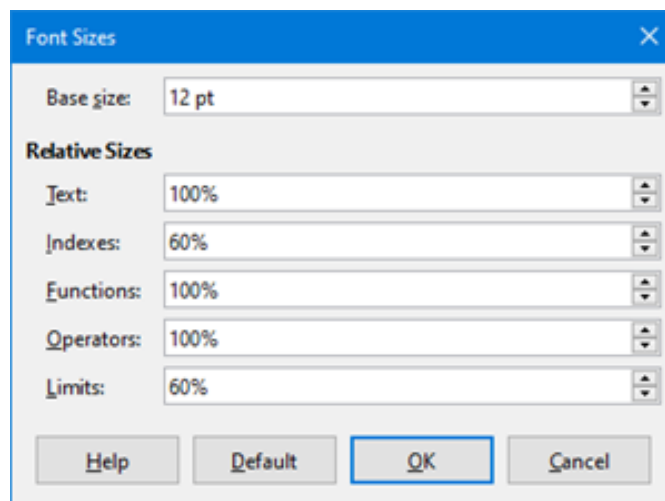 Font Sizes
Base size: 12 pt
Relative Sizes
Text: 100%
Indexes: 60%
Functions: 100%
Operators: 100%
Limits: 60%
Help Default OK Cancel